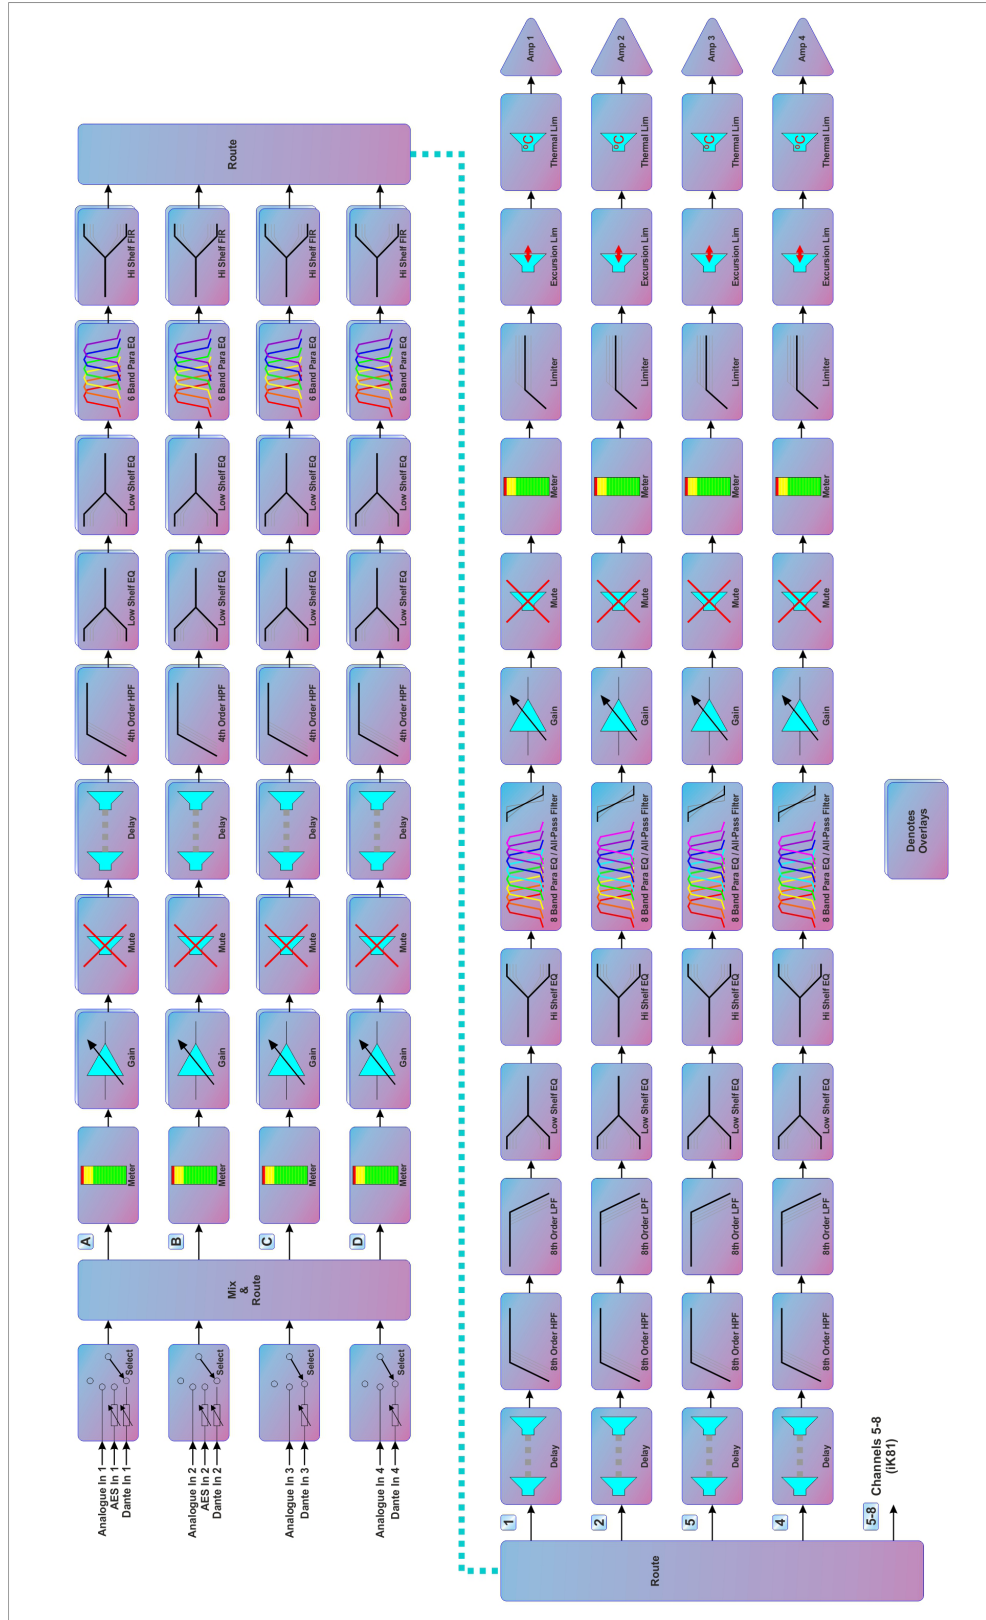 Analogue In 1
AES In 1
Dante In 1
Select
Analogue In 2
AES In 2
Dante In 2
Select
Analogue In 3
Dante In 3
Select
Analogue In 4
Dante In 4
Select
Mix
&
Route
A
Meter
Gain
Mute
Delay
4th Order HPF
Low Shelf EQ
Low Shelf EQ
6 Band Para EQ
Hi Shelf FIR
B
Meter
Gain
Mute
Delay
4th Order HPF
Low Shelf EQ
Low Shelf EQ
6 Band Para EQ
Hi Shelf FIR
C
Meter
Gain
Mute
Delay
4th Order HPF
Low Shelf EQ
Low Shelf EQ
6 Band Para EQ
Hi Shelf FIR
D
Meter
Gain
Mute
Delay
4th Order HPF
Low Shelf EQ
Low Shelf EQ
6 Band Para EQ
Hi Shelf FIR
Route
Route
1
Delay
8th Order HPF
8th Order LPF
Low Shelf EQ
Hi Shelf EQ
8 Band Para EQ / All-Pass Filter
Gain
Mute
Meter
Limiter
Excursion Lim
°C
Thermal Lim
Amp 1
2
Delay
8th Order HPF
8th Order LPF
Low Shelf EQ
Hi Shelf EQ
8 Band Para EQ / All-Pass Filter
Gain
Mute
Meter
Limiter
Excursion Lim
°C
Thermal Lim
Amp 2
5
Delay
8th Order HPF
8th Order LPF
Low Shelf EQ
Hi Shelf EQ
8 Band Para EQ / All-Pass Filter
Gain
Mute
Meter
Limiter
Excursion Lim
°C
Thermal Lim
Amp 3
4
Delay
8th Order HPF
8th Order LPF
Low Shelf EQ
Hi Shelf EQ
8 Band Para EQ / All-Pass Filter
Gain
Mute
Meter
Limiter
Excursion Lim
°C
Thermal Lim
Amp 4
5-8
Channels 5-8
(iK81)
Denotes
Overlays